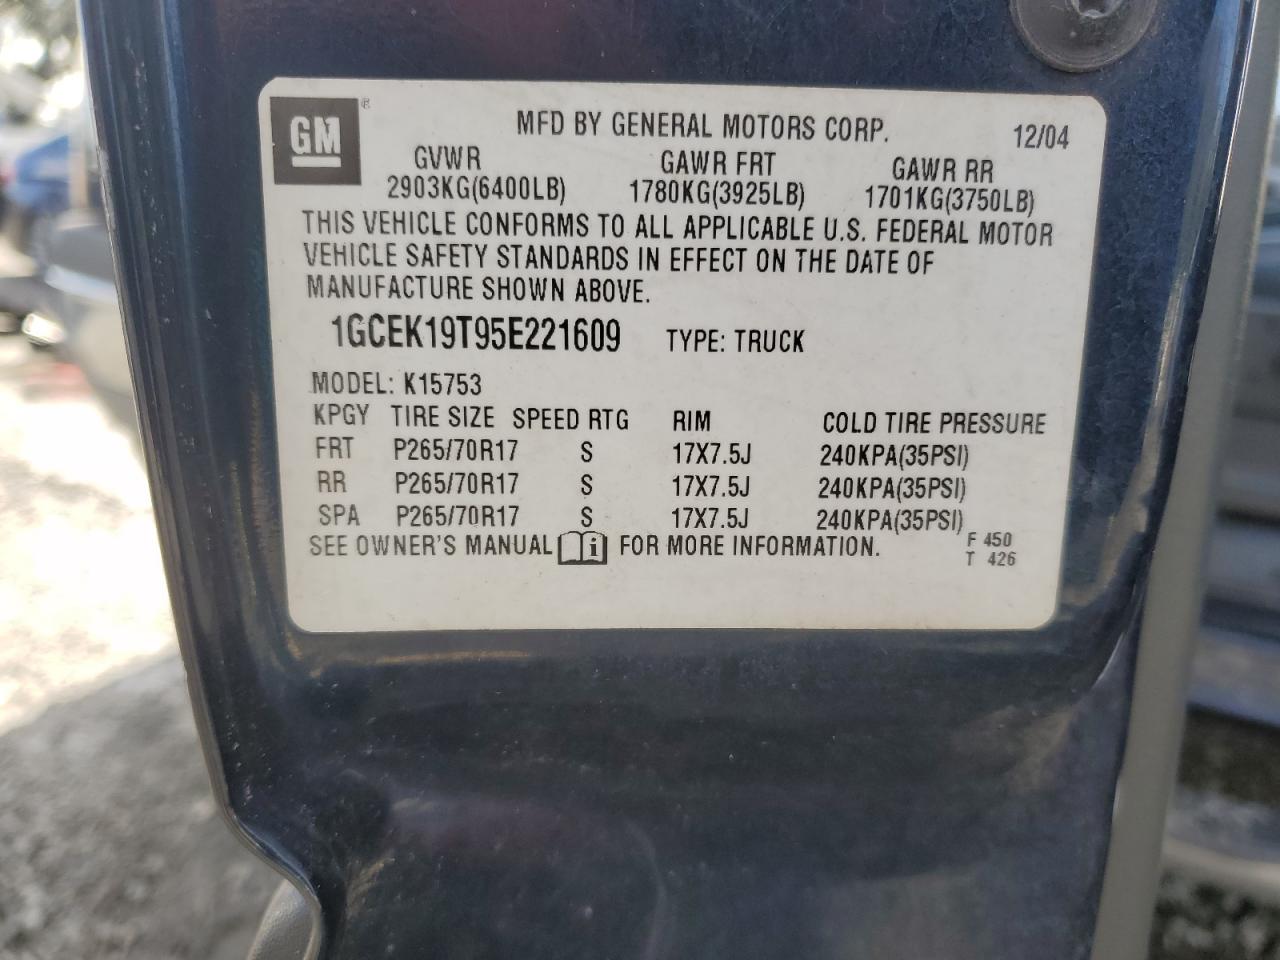 GM ®
MFD BY GENERAL MOTORS CORP. 12/04
GVWR GAWR FRT GAWR RR
2903KG(6400LB) 1780KG(3925LB) 1701KG(3750LB)
THIS VEHICLE CONFORMS TO ALL APPLICABLE U.S. FEDERAL MOTOR
VEHICLE SAFETY STANDARDS IN EFFECT ON THE DATE OF
MANUFACTURE SHOWN ABOVE.
1GCEK19T95E221609 TYPE: TRUCK
MODEL: K15753
KPGY TIRE SIZE SPEED RTG RIM COLD TIRE PRESSURE
FRT P265/70R17 S 17X7.5J 240KPA(35PSI)
RR P265/70R17 S 17X7.5J 240KPA(35PSI)
SPA P265/70R17 S 17X7.5J 240KPA(35PSI)
SEE OWNER'S MANUAL i FOR MORE INFORMATION.
F 450
T 426